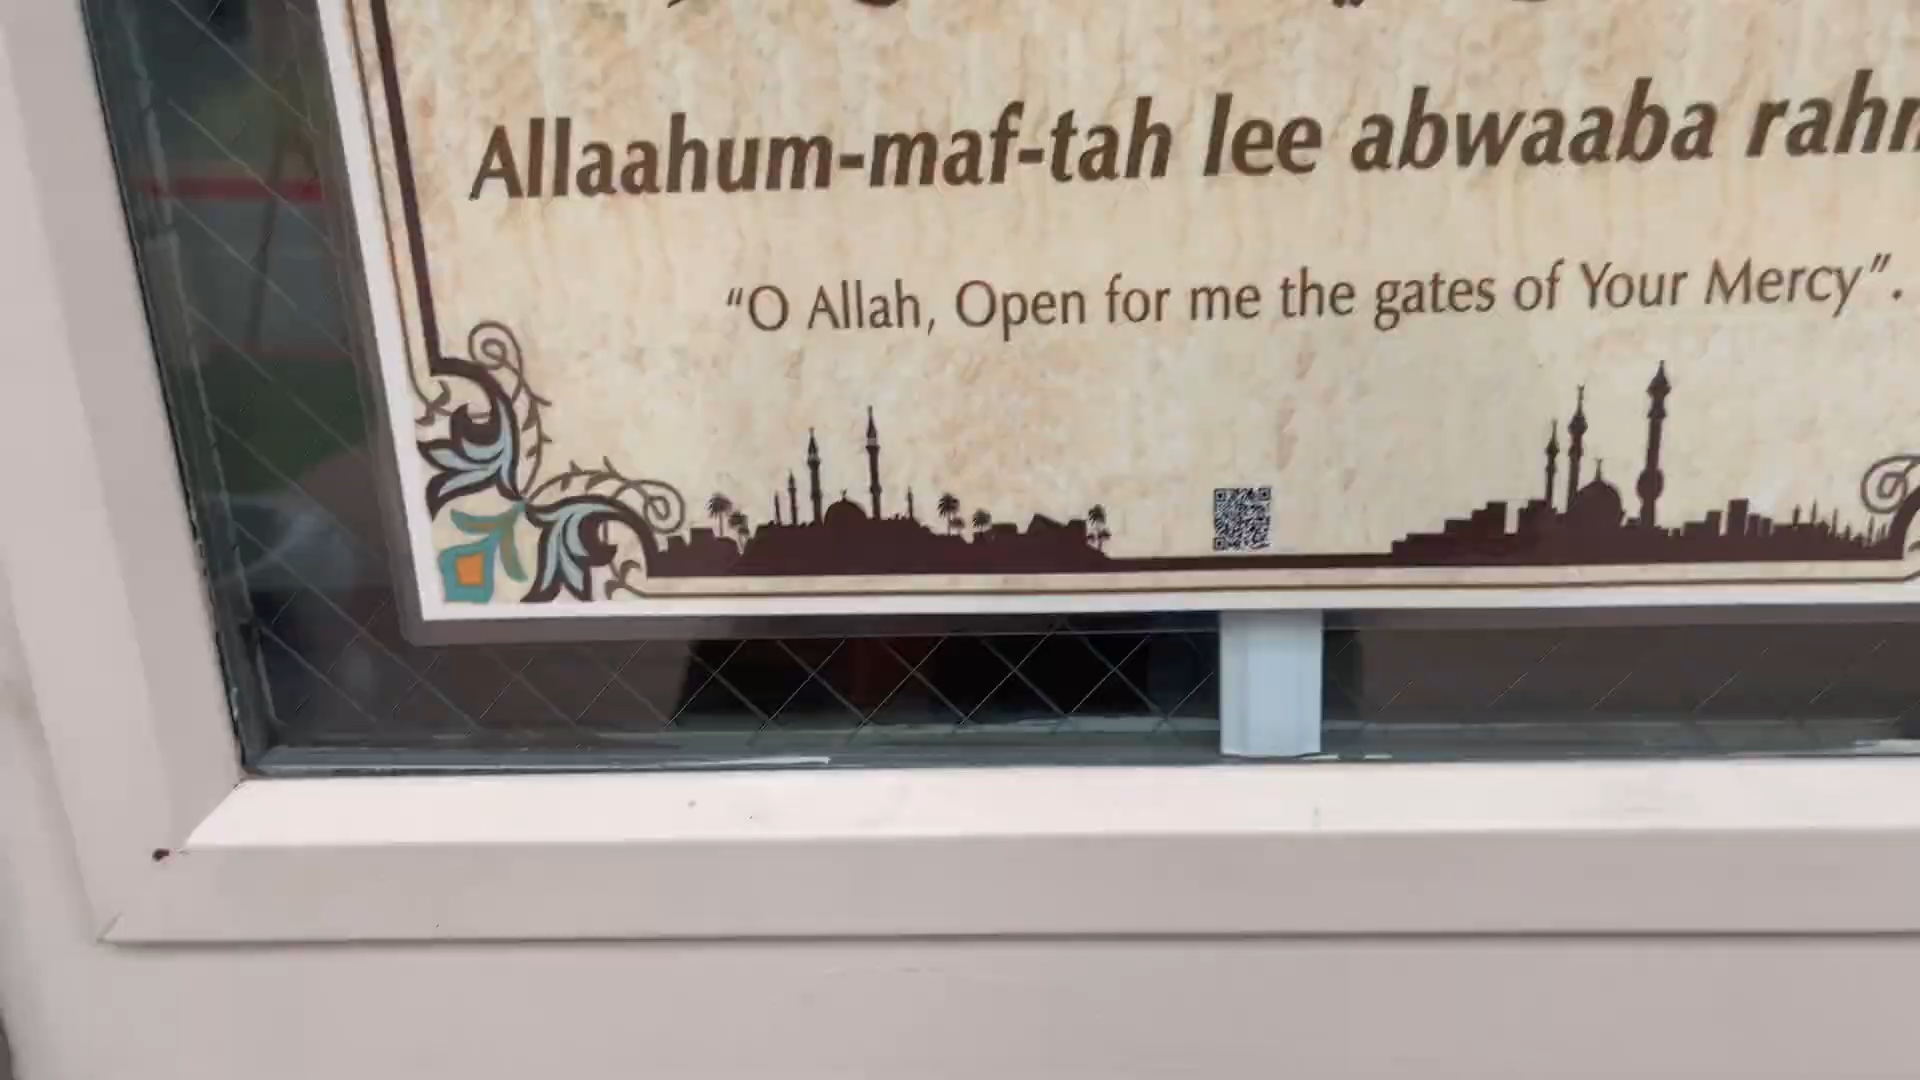 Allaahum-maf-tah lee abwaaba
"O Allah, Open for me the gates of Your Mercy".